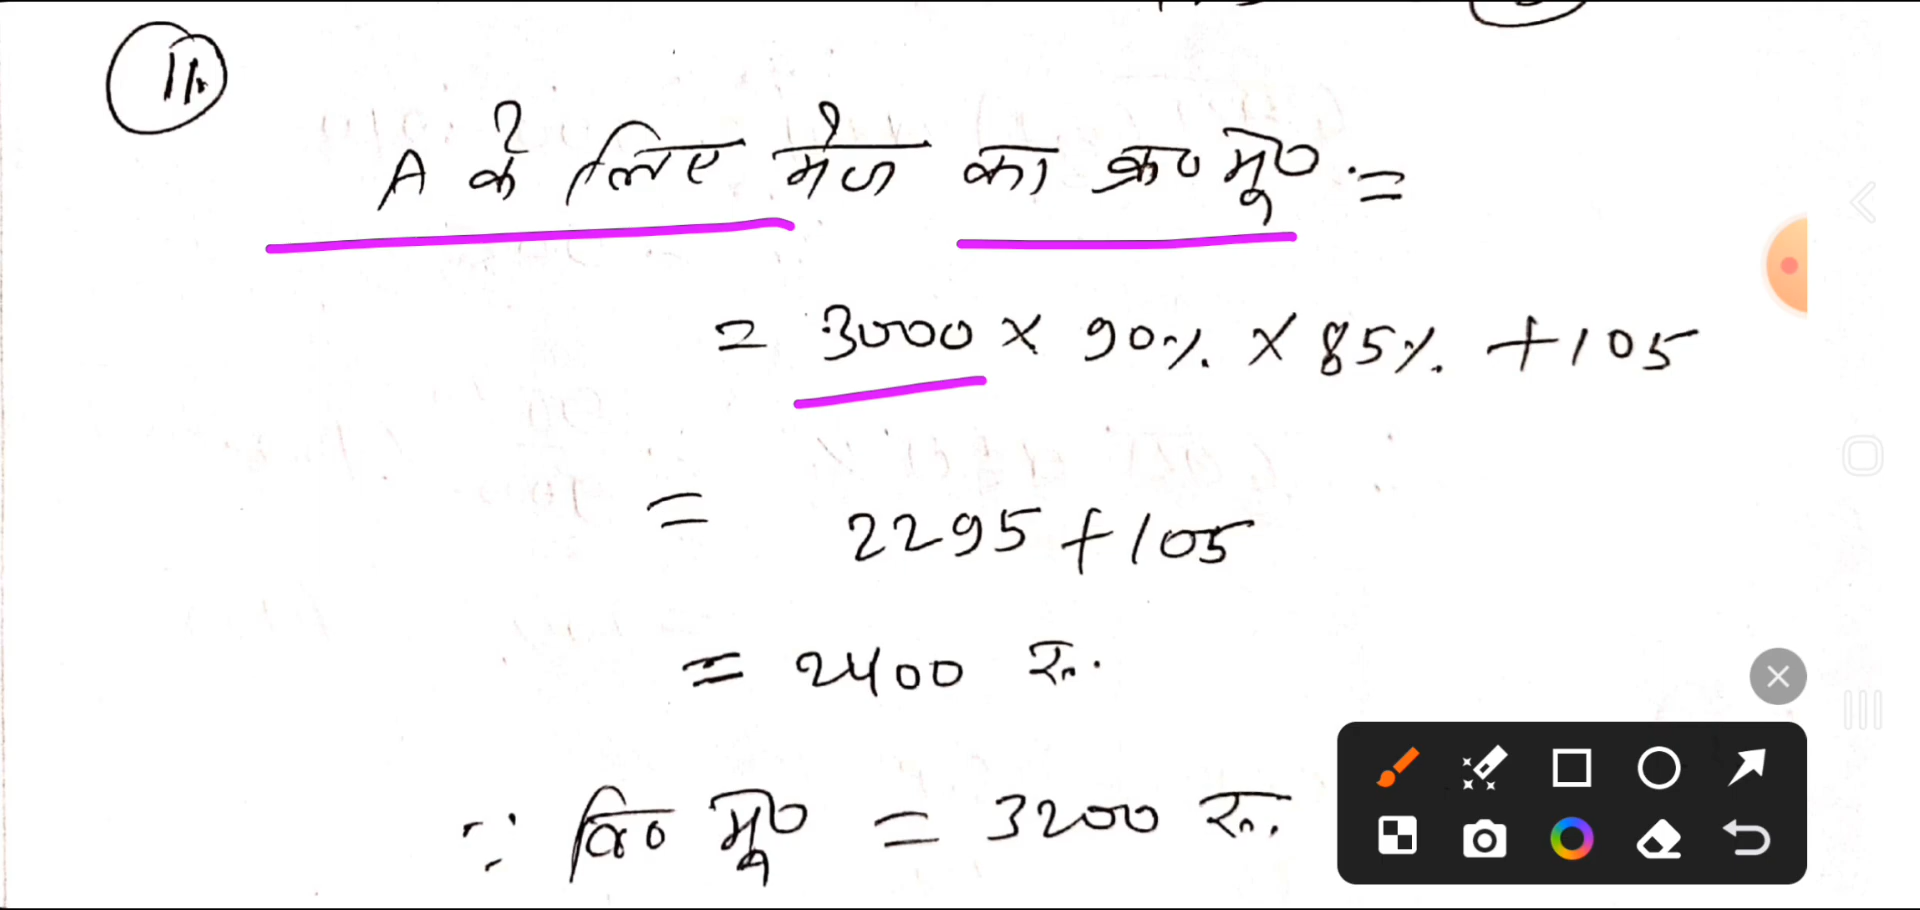 11.
A के लिए मेज का क्र० मू० =
= 3000 × 90% × 85% + 105
= 2295 + 105
= 2400 रु.
∵ वि० मू० = 3200 रु.